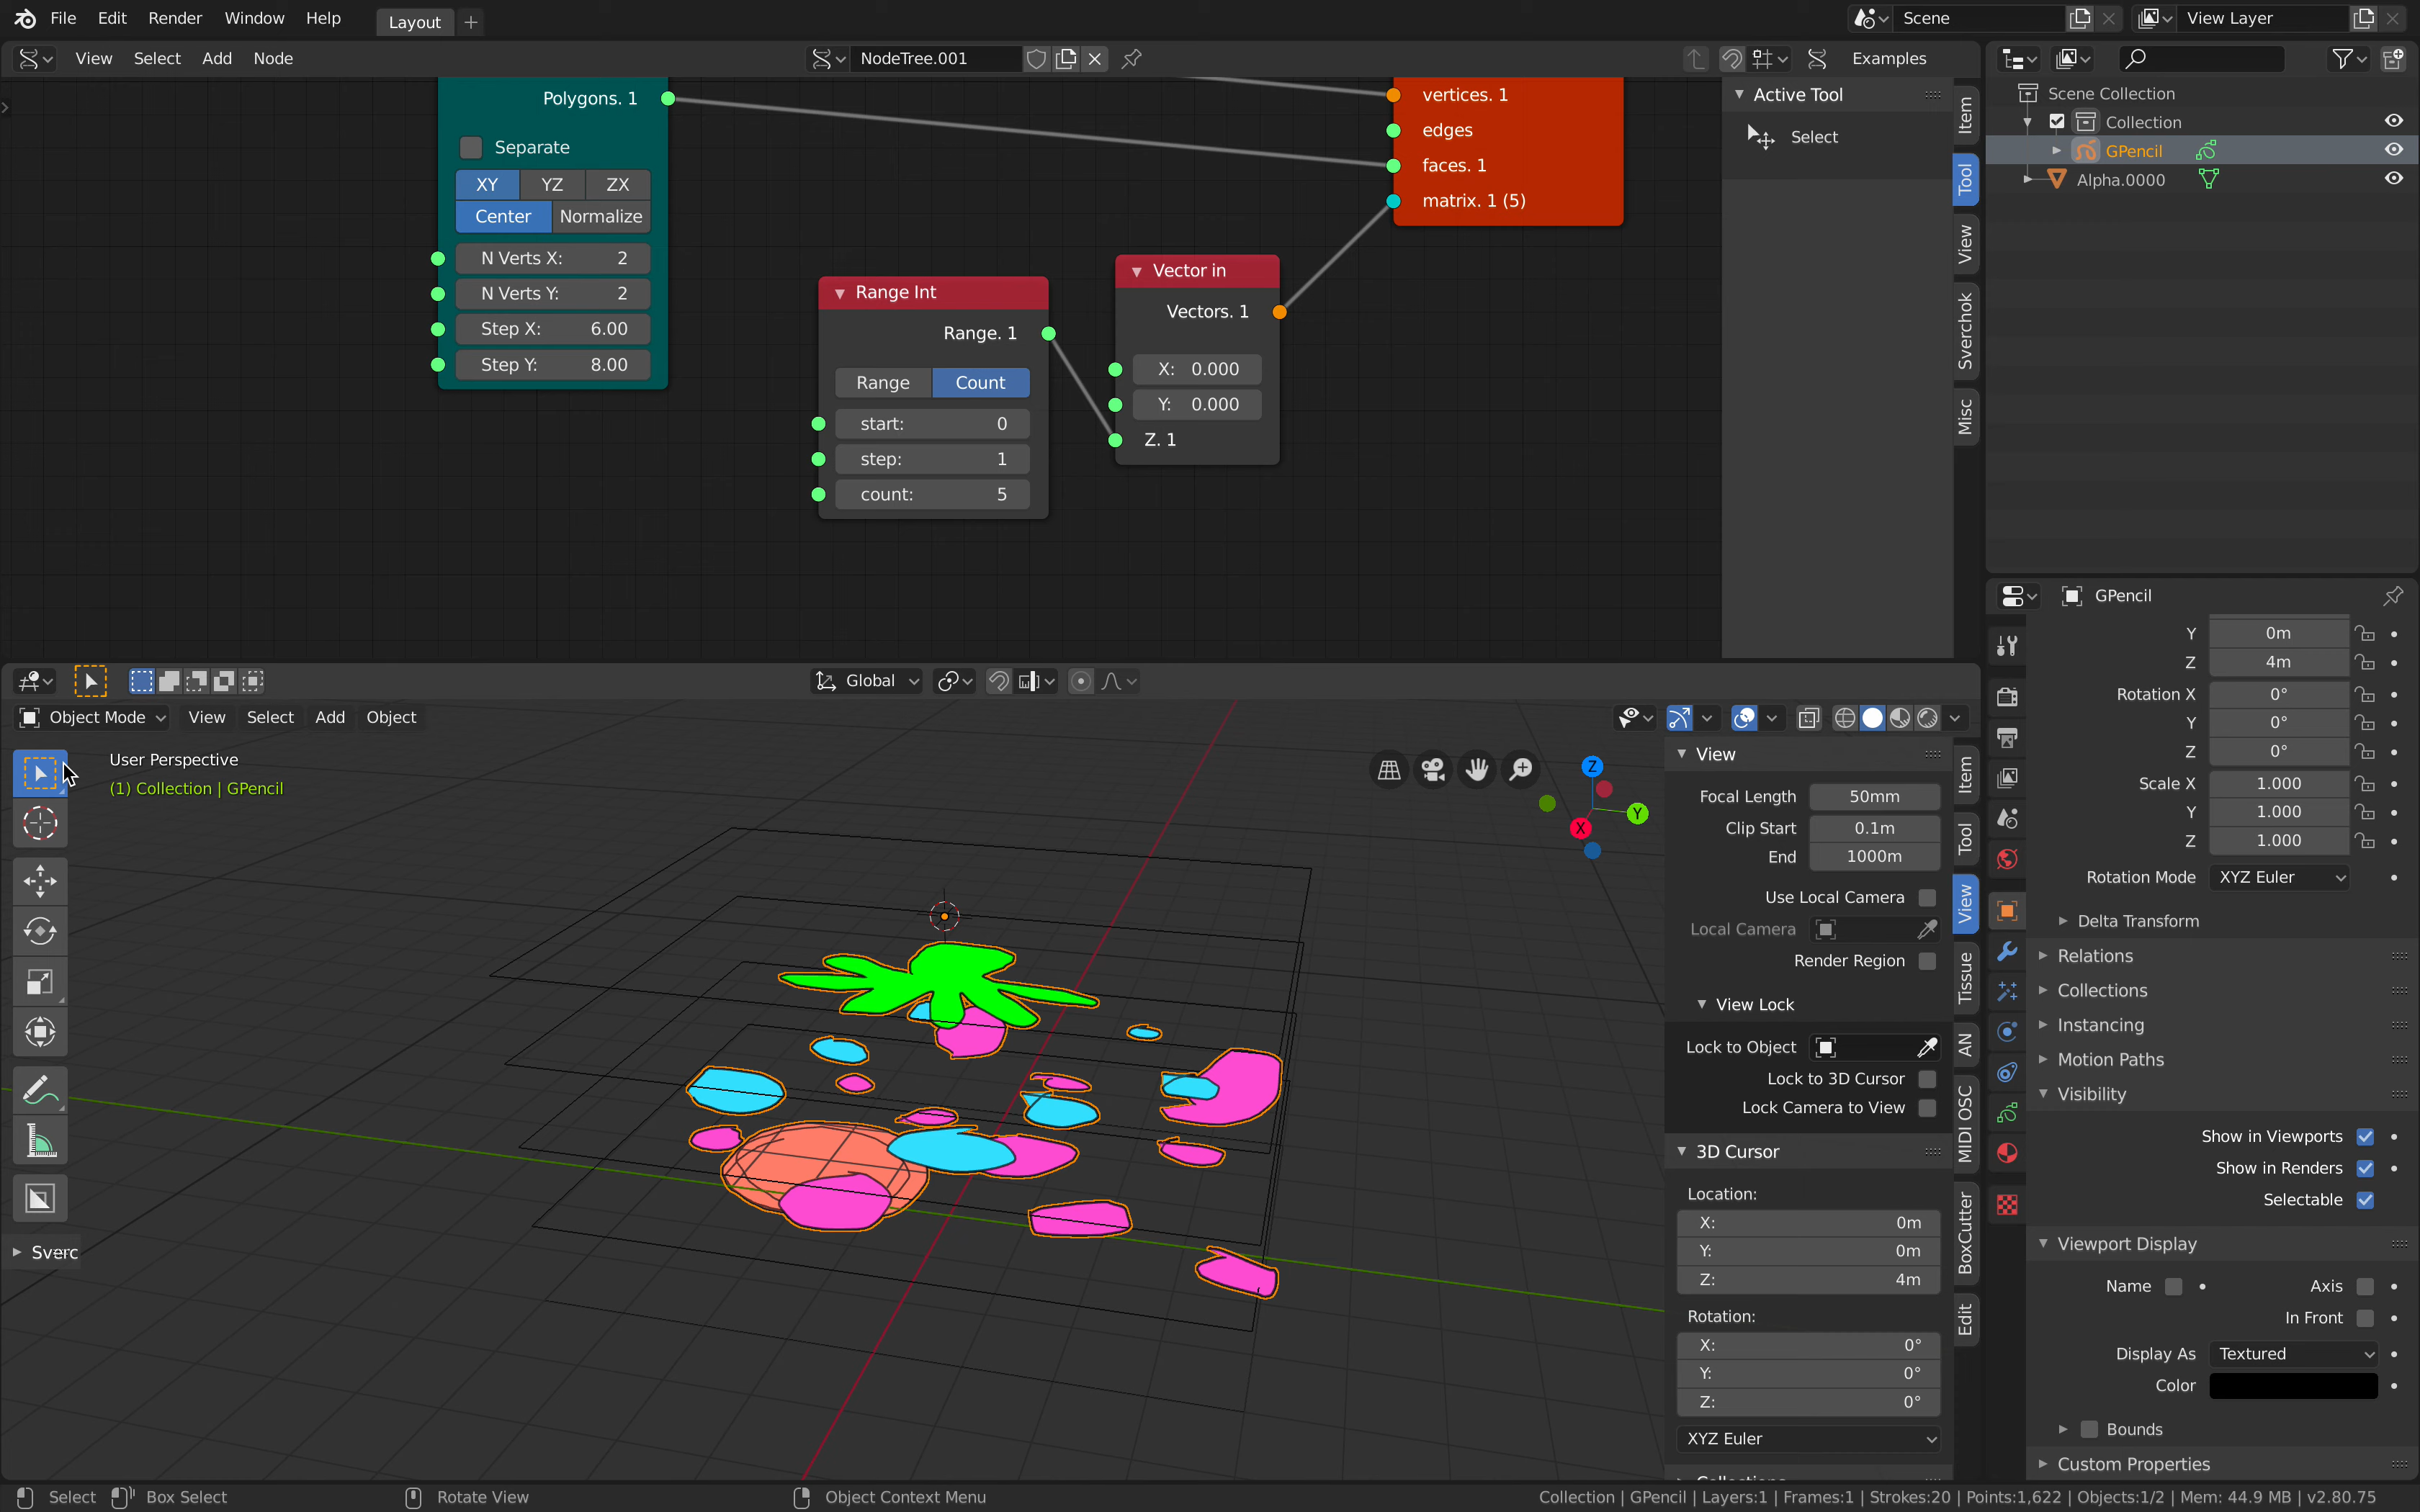 File Edit Render Window Help Layout + Scene View Layer
View Select Add Node NodeTree.001 Examples
Polygons. 1
Separate
XY YZ ZX
Center Normalize
N Verts X: 2
N Verts Y: 2
Step X: 6.00
Step Y: 8.00
Range Int
Range. 1
Range Count
start: 0
step: 1
count: 5
Vector in
Vectors. 1
X: 0.000
Y: 0.000
Z. 1
vertices. 1
edges
faces. 1
matrix. 1 (5)
Active Tool
Select
Item
Tool
View
Sverchok
Misc
Scene Collection
Collection
GPencil
Alpha.0000
Global
Object Mode View Select Add Object
User Perspective
(1) Collection | GPencil
Sverc
Z
Y
X
View
Focal Length 50mm
Clip Start 0.1m
End 1000m
Use Local Camera
Local Camera
Render Region
View Lock
Lock to Object
Lock to 3D Cursor
Lock Camera to View
3D Cursor
Location:
X: 0m
Y: 0m
Z: 4m
Rotation:
X: 0°
Y: 0°
Z: 0°
XYZ Euler
Item
Tool
View
Tissue
AN
MIDI OSC
BoxCutter
Edit
GPencil
Y 0m
Z 4m
Rotation X 0°
Y 0°
Z 0°
Scale X 1.000
Y 1.000
Z 1.000
Rotation Mode XYZ Euler
Delta Transform
Relations
Collections
Instancing
Motion Paths
Visibility
Show in Viewports
Show in Renders
Selectable
Viewport Display
Name Axis
In Front
Display As Textured
Color
Bounds
Custom Properties
Select Box Select Rotate View Object Context Menu Collection | GPencil | Layers:1 | Frames:1 | Strokes:20 | Points:1,622 | Objects:1/2 | Mem: 44.9 MB | v2.80.75